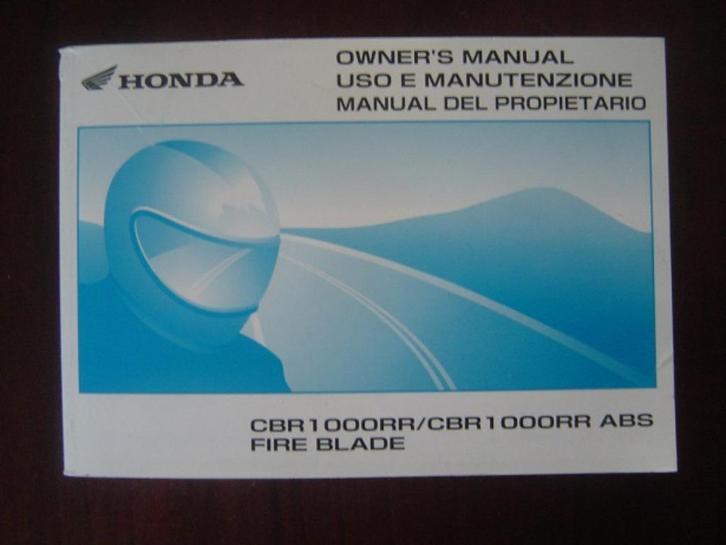 HONDA
OWNER'S MANUAL
USO E MANUTENZIONE
MANUAL DEL PROPIETARIO
CBR1000RR/CBR1000RR ABS
FIRE BLADE